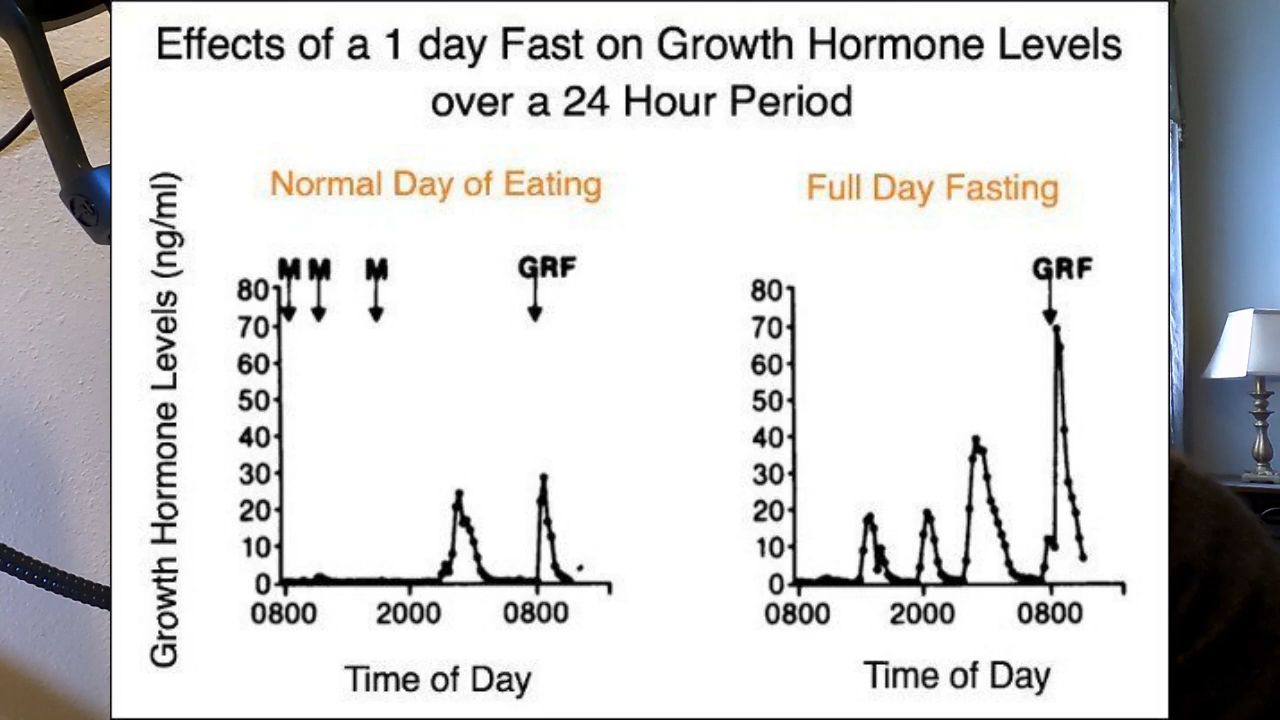 Effects of a 1 day Fast on Growth Hormone Levels
over a 24 Hour Period
Normal Day of Eating
Full Day Fasting
Growth Hormone Levels (ng/ml)
M M M GRF
80
70
60
50
40
30
20
10
0
0800 2000 0800
Time of Day
GRF
80
70
60
50
40
30
20
10
0
0800 2000 0800
Time of Day